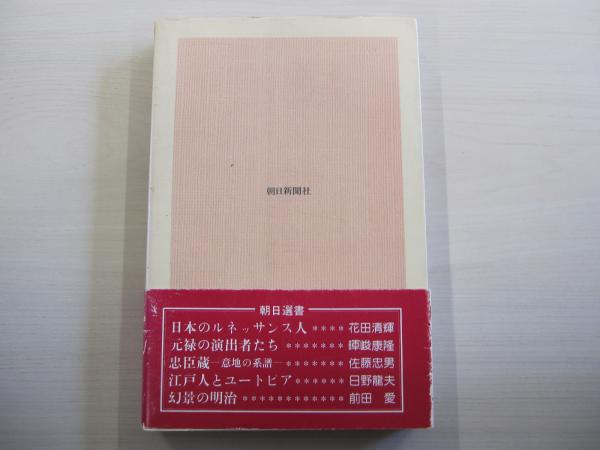 朝日新聞社
朝日選書
日本のルネッサンス人 **** 花田清輝
元禄の演出者たち ******* 暉峻康隆
忠臣蔵―意地の系譜― ***** 佐藤忠男
江戸人とユートピア ****** 日野龍夫
幻景の明治 ************ 前田 愛